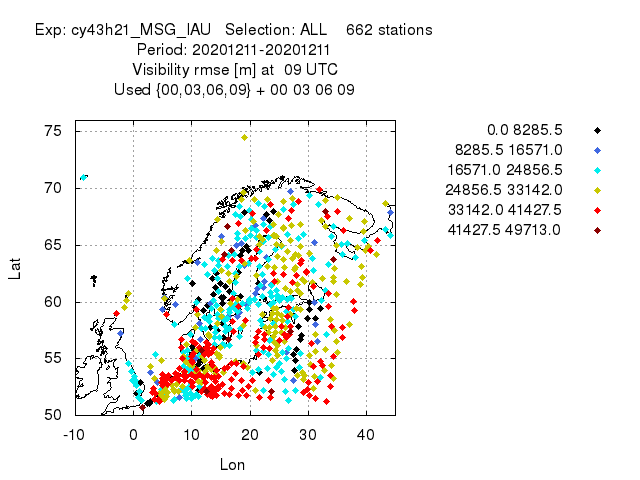 Exp: cy43h21_MSG_IAU Selection: ALL 662 stations
Period: 20201211-20201211
Visibility rmse [m] at 09 UTC
Used {00,03,06,09} + 00 03 06 09
0.0 8285.5
8285.5 16571.0
16571.0 24856.5
24856.5 33142.0
33142.0 41427.5
41427.5 49713.0
75
70
65
60
55
50
Lat
-10 0 10 20 30 40
Lon